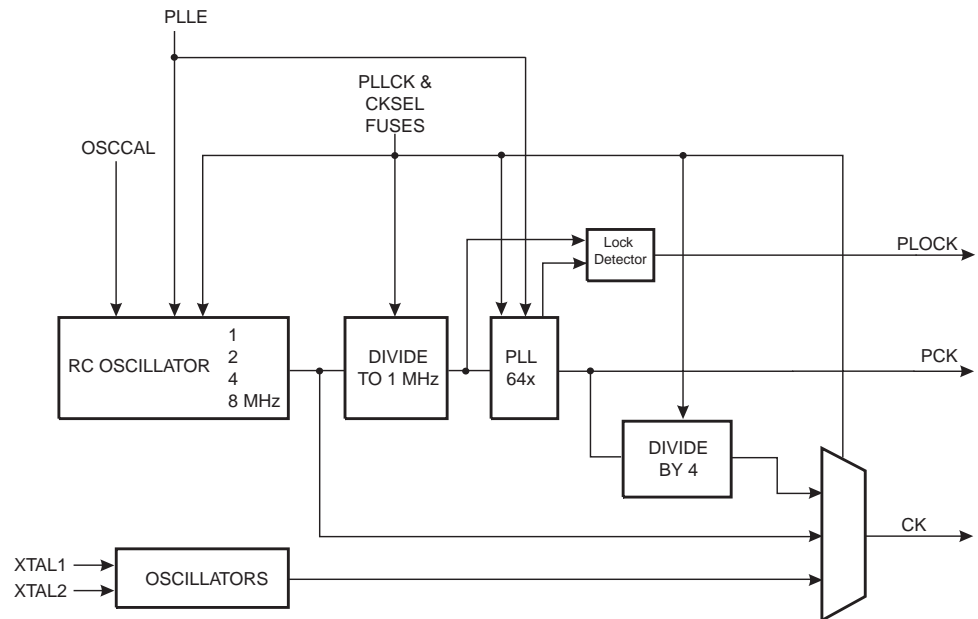 PLLE
PLLCK &
CKSEL
FUSES
OSCCAL
Lock
Detector
PLOCK
RC OSCILLATOR
1
2
4
8 MHz
DIVIDE
TO 1 MHz
PLL
64x
PCK
DIVIDE
BY 4
CK
XTAL1
XTAL2
OSCILLATORS